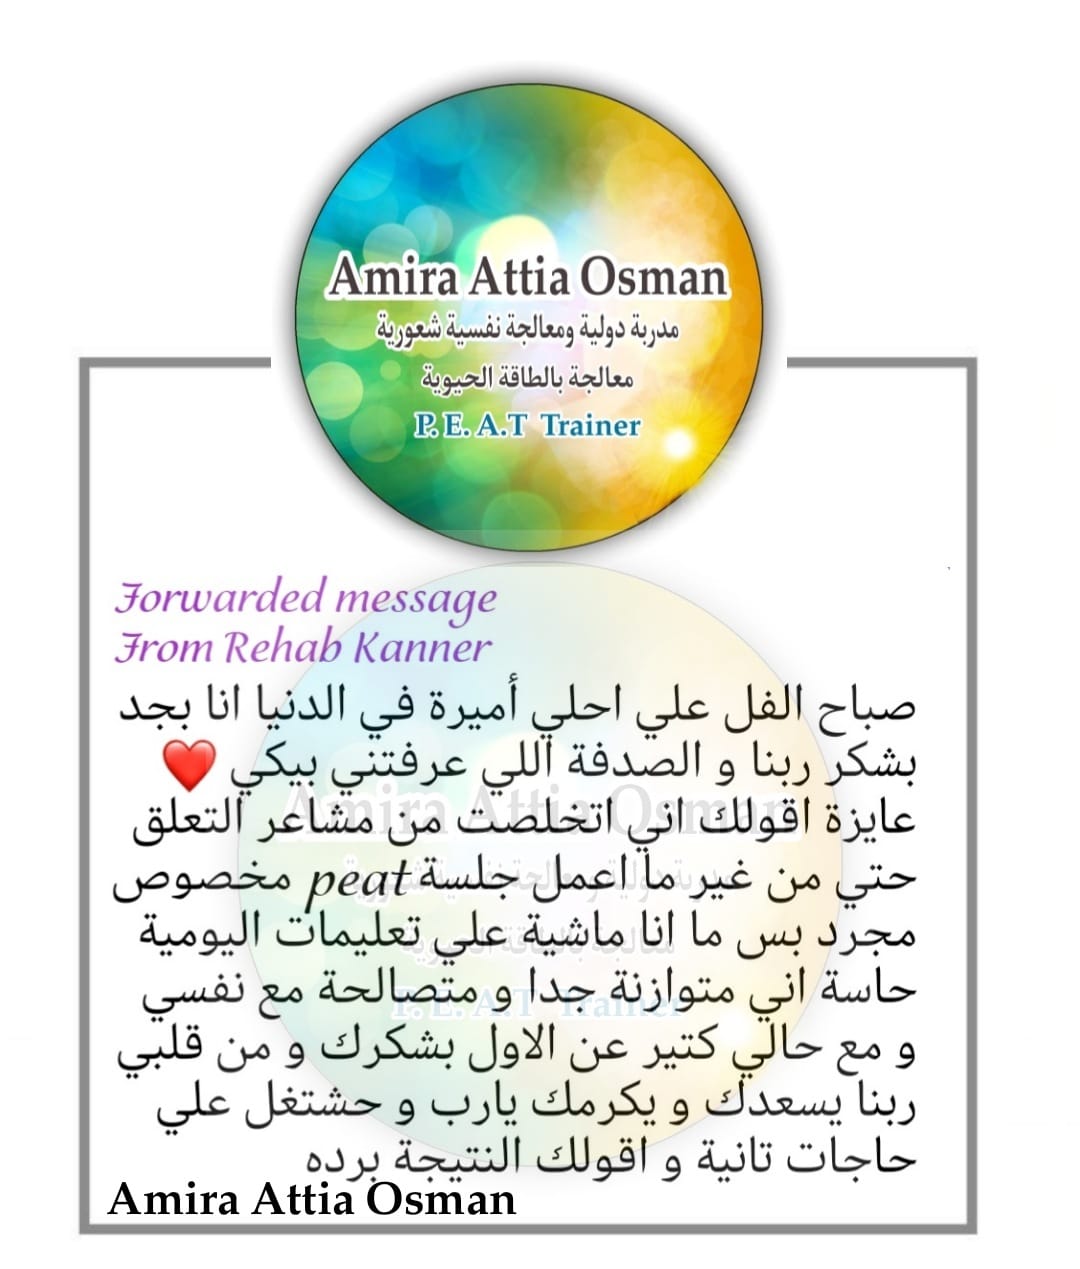 Amira Attia Osman
مدربة دولية ومعالجة نفسية شعورية
معالجة بالطاقة الحيوية
P. E. A.T Trainer
Forwarded message
From Rehab Kanner
صباح الفل علي احلي أميرة في الدنيا انا بجد
بشكر ربنا و الصدفة اللي عرفتني بيكي ❤️
عايزة اقولك اني اتخلصت من مشاعر التعلق
حتي من غير ما اعمل جلسة peat مخصوص
مجرد بس ما انا ماشية علي تعليمات اليومية
حاسة اني متوازنة جدا و متصالحة مع نفسي
و مع حالي كتير عن الاول بشكرك و من قلبي
ربنا يسعدك و يكرمك يارب و حشتغل علي
حاجات تانية و اقولك النتيجة برده
Amira Attia Osman